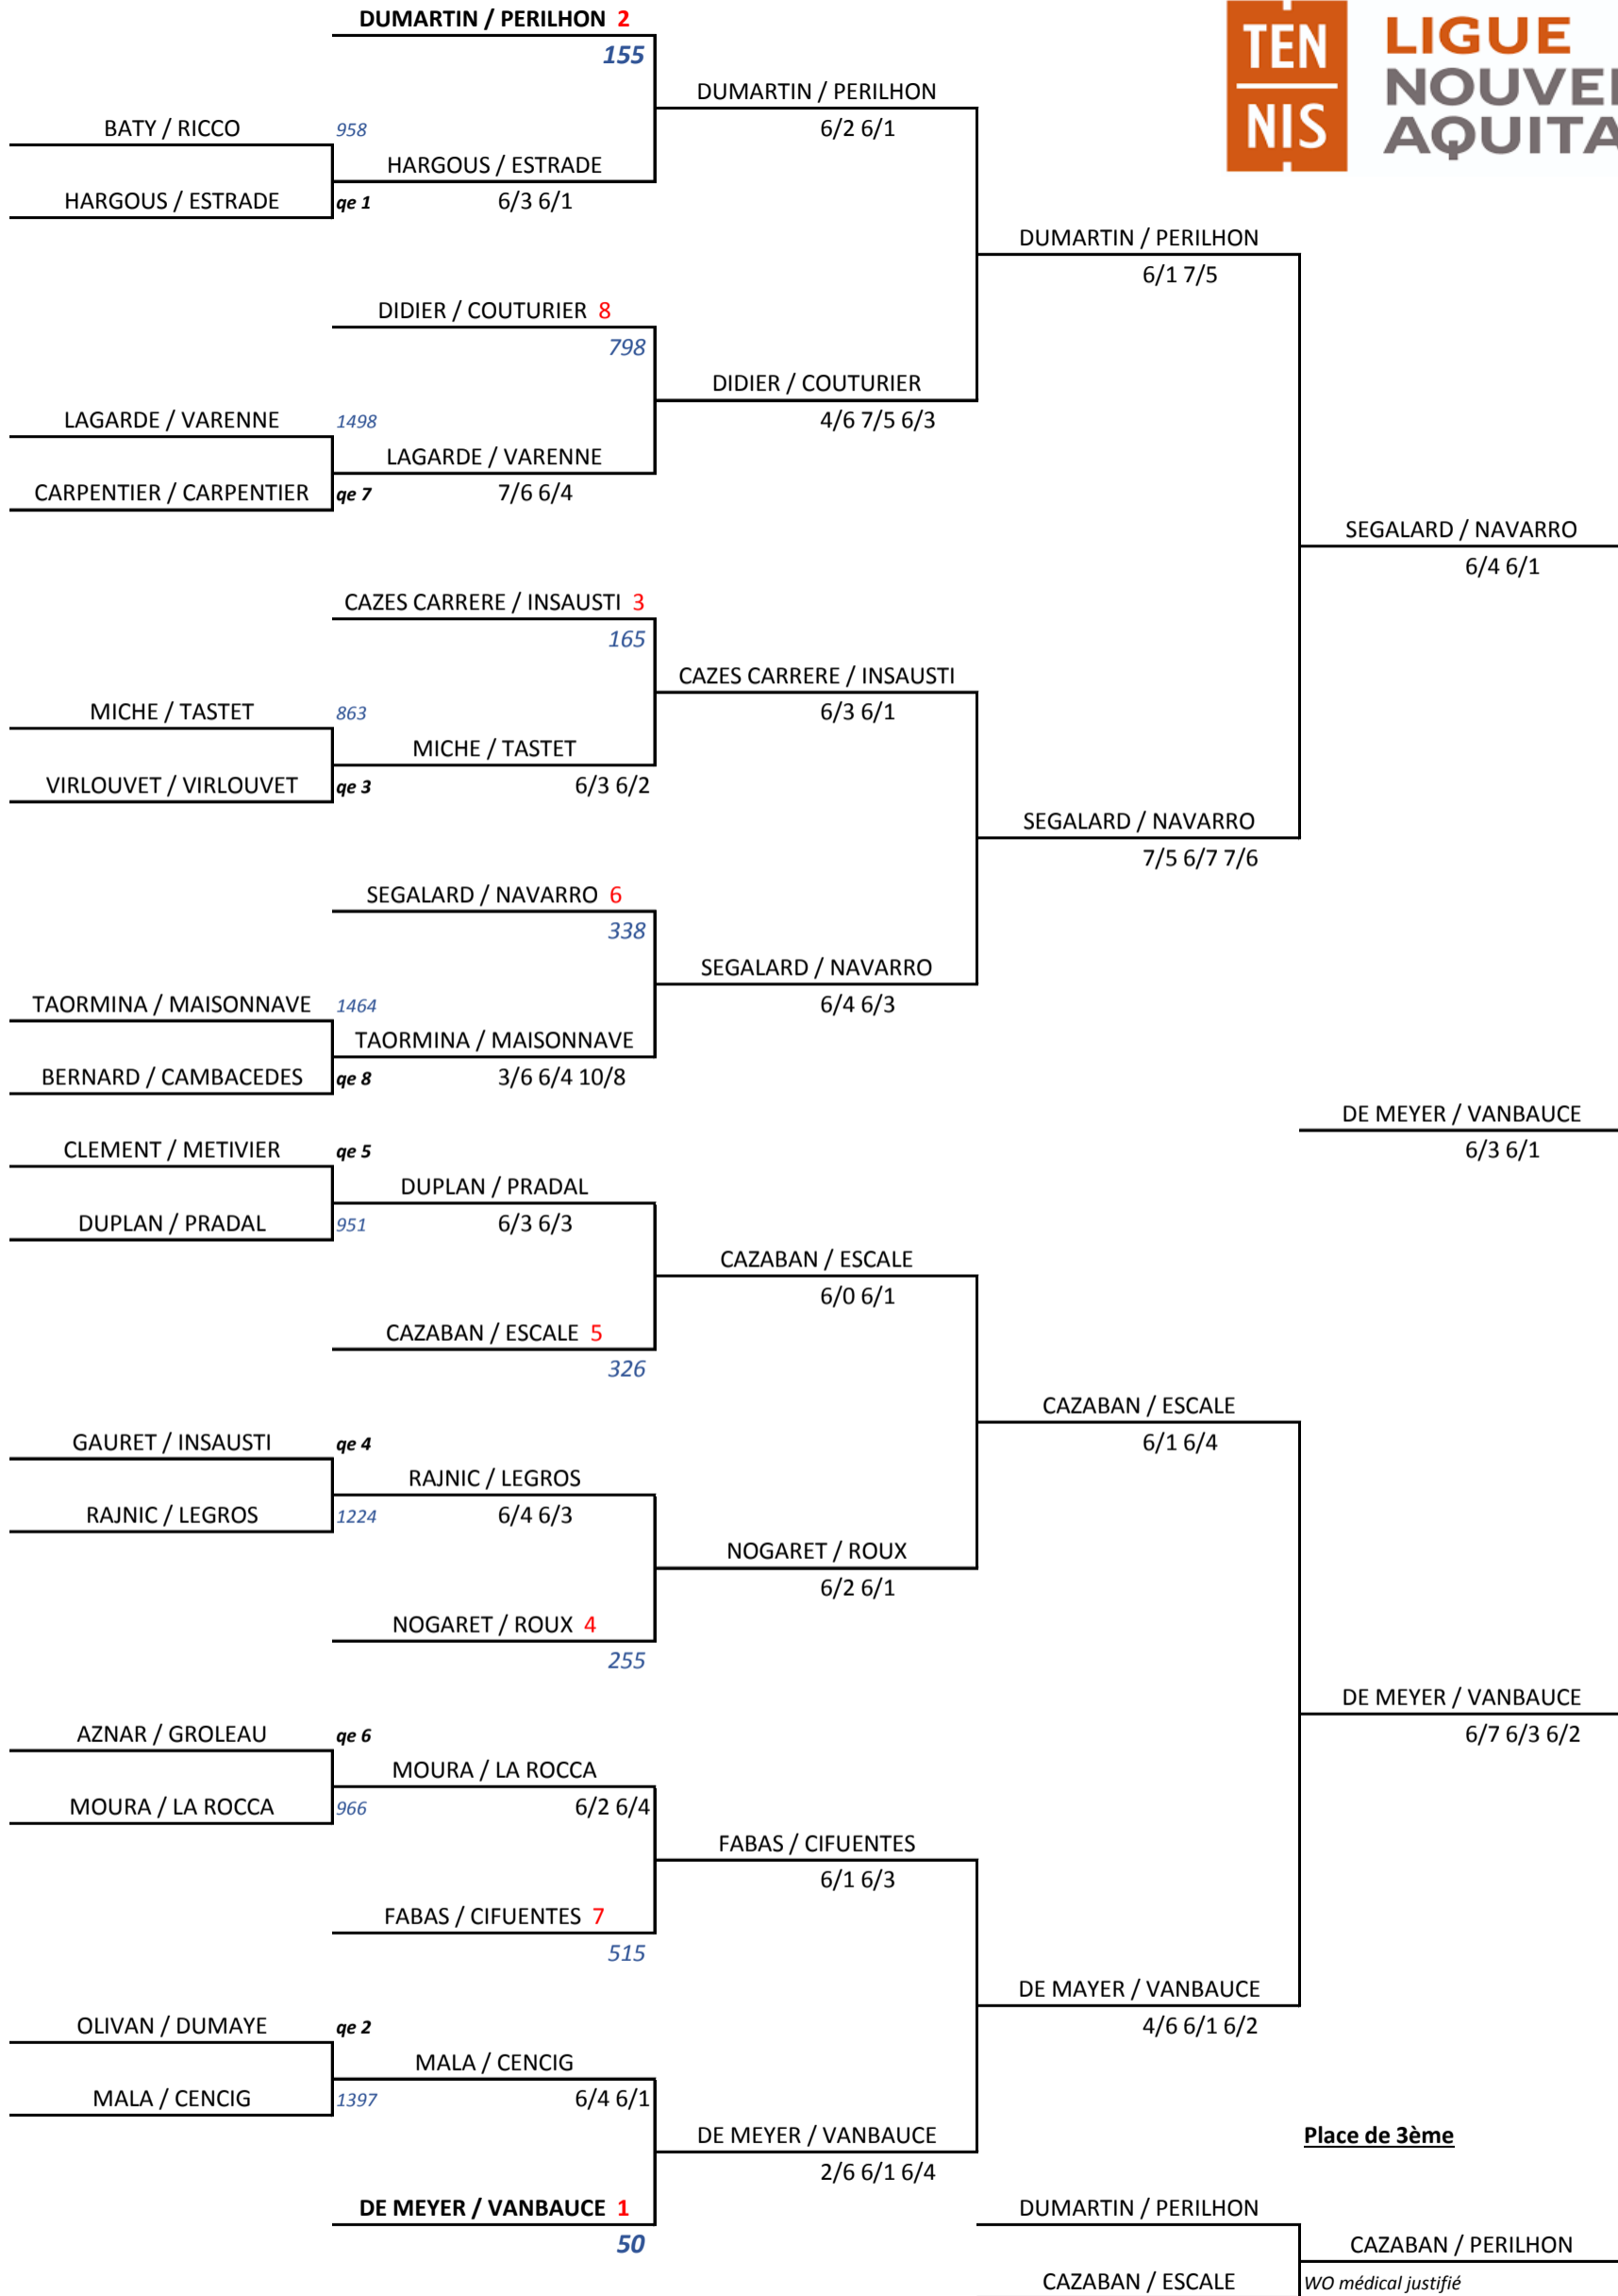 DUMARTIN / PERILHON 2
155
TEN
NIS
LIGUE
NOUVEL
AQUITA
DUMARTIN / PERILHON
6/2 6/1
BATY / RICCO 958
HARGOUS / ESTRADE
6/3 6/1
HARGOUS / ESTRADE qe 1
DUMARTIN / PERILHON
6/1 7/5
DIDIER / COUTURIER 8
798
DIDIER / COUTURIER
4/6 7/5 6/3
LAGARDE / VARENNE 1498
LAGARDE / VARENNE
7/6 6/4
CARPENTIER / CARPENTIER qe 7
SEGALARD / NAVARRO
6/4 6/1
CAZES CARRERE / INSAUSTI 3
165
CAZES CARRERE / INSAUSTI
6/3 6/1
MICHE / TASTET 863
MICHE / TASTET
6/3 6/2
VIRLOUVET / VIRLOUVET qe 3
SEGALARD / NAVARRO
7/5 6/7 7/6
SEGALARD / NAVARRO 6
338
SEGALARD / NAVARRO
6/4 6/3
TAORMINA / MAISONNAVE 1464
TAORMINA / MAISONNAVE
3/6 6/4 10/8
BERNARD / CAMBACEDES qe 8
DE MEYER / VANBAUCE
6/3 6/1
CLEMENT / METIVIER qe 5
DUPLAN / PRADAL
6/3 6/3
DUPLAN / PRADAL 951
CAZABAN / ESCALE
6/0 6/1
CAZABAN / ESCALE 5
326
CAZABAN / ESCALE
6/1 6/4
GAURET / INSAUSTI qe 4
RAJNIC / LEGROS
6/4 6/3
RAJNIC / LEGROS 1224
NOGARET / ROUX
6/2 6/1
NOGARET / ROUX 4
255
DE MEYER / VANBAUCE
6/7 6/3 6/2
AZNAR / GROLEAU qe 6
MOURA / LA ROCCA
6/2 6/4
MOURA / LA ROCCA 966
FABAS / CIFUENTES
6/1 6/3
FABAS / CIFUENTES 7
515
DE MAYER / VANBAUCE
4/6 6/1 6/2
OLIVAN / DUMAYE qe 2
MALA / CENCIG
6/4 6/1
MALA / CENCIG 1397
DE MEYER / VANBAUCE
2/6 6/1 6/4
DE MEYER / VANBAUCE 1
50
Place de 3ème
DUMARTIN / PERILHON
CAZABAN / PERILHON
CAZABAN / ESCALE
WO médical justifié